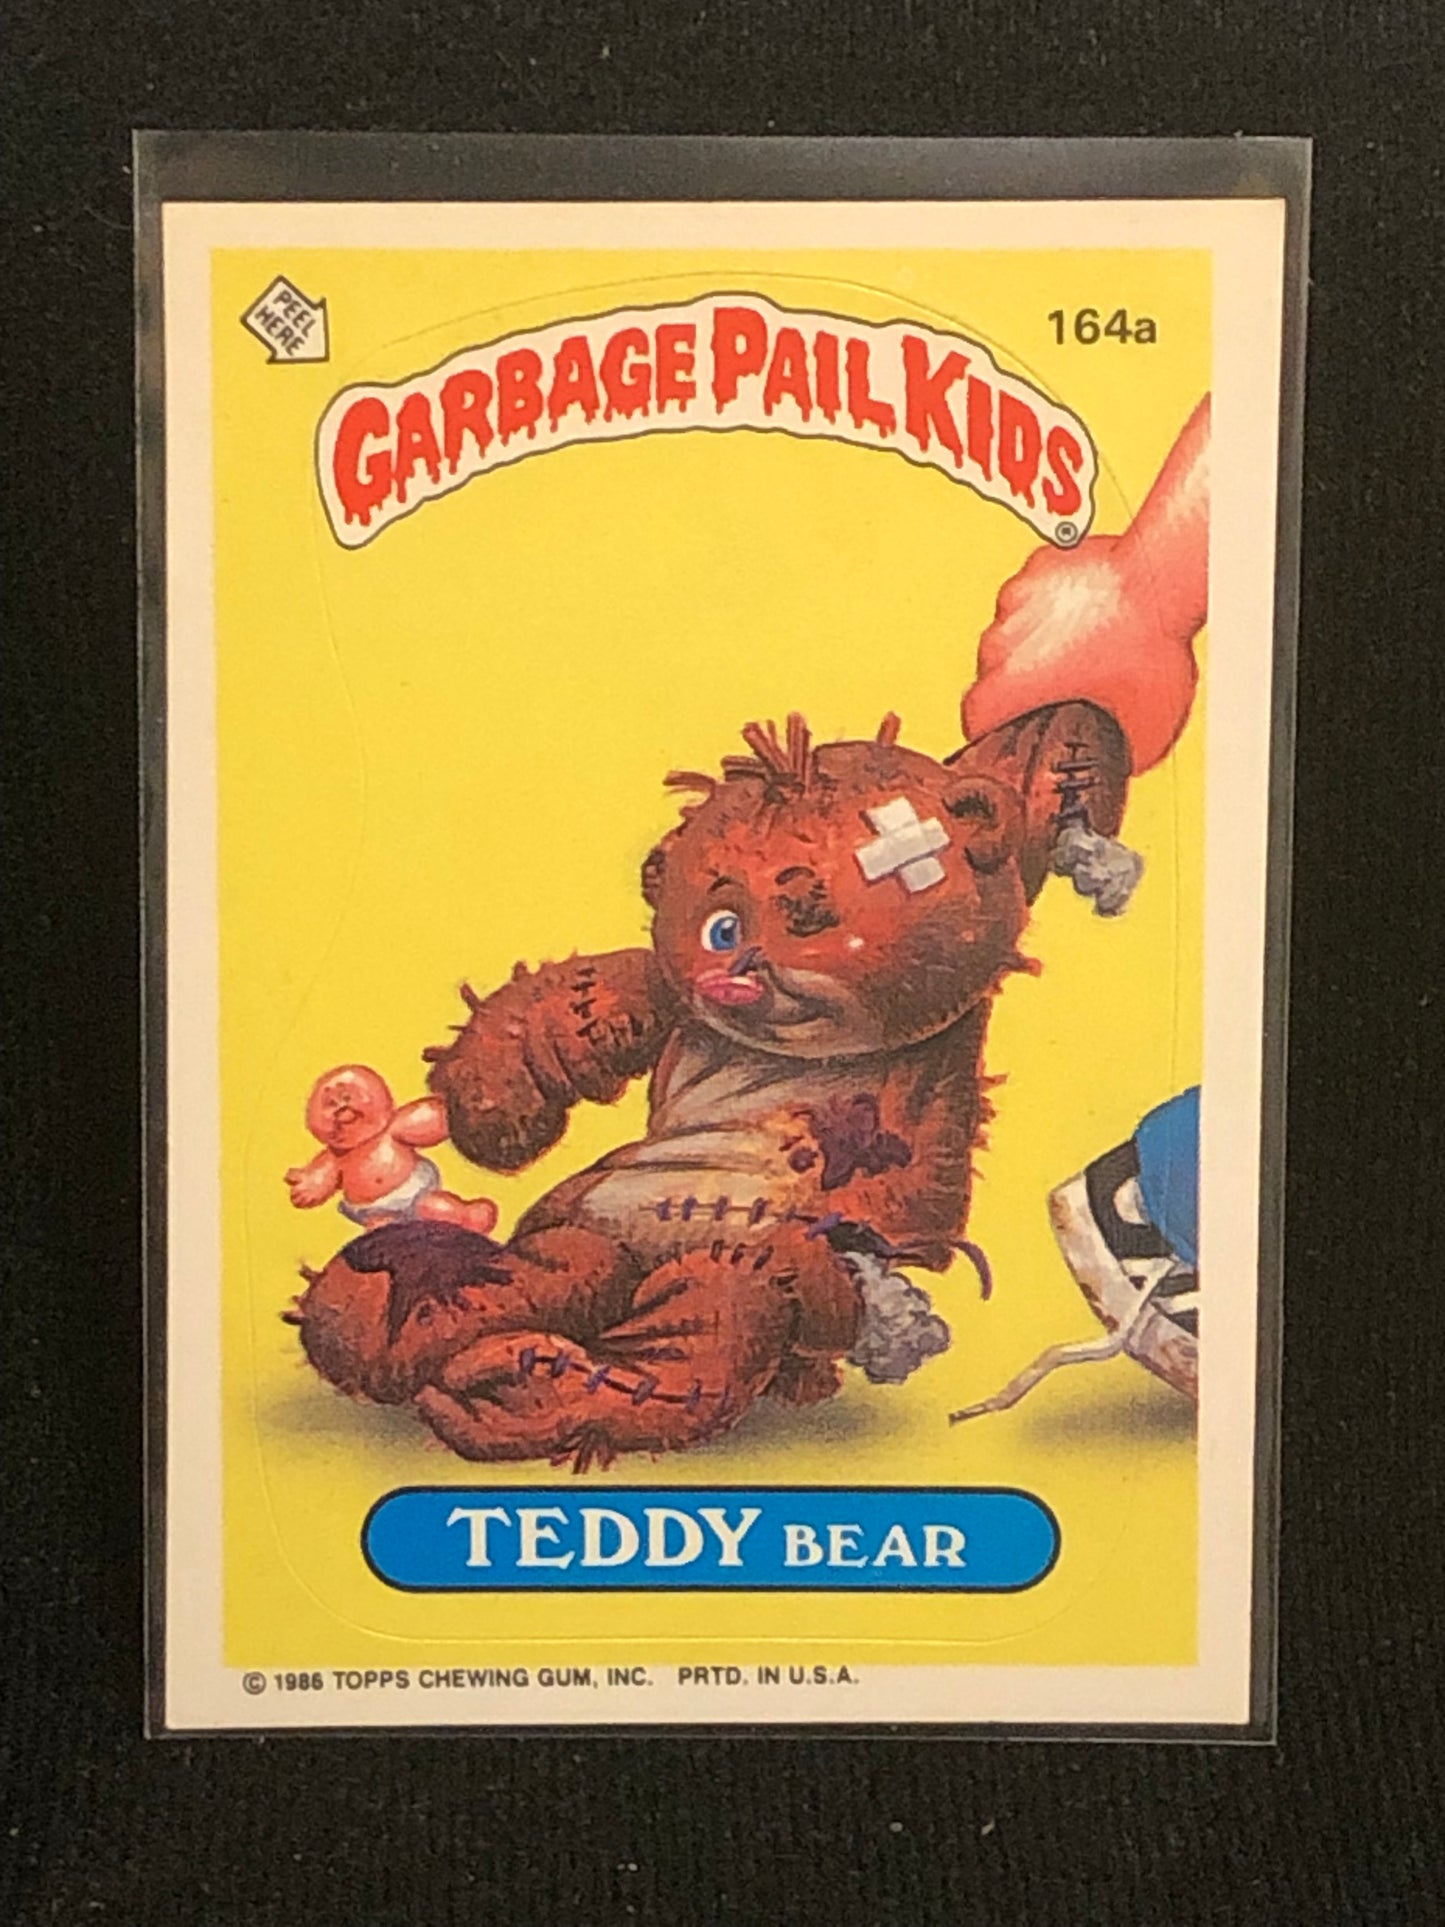 PEEL
HERE
164a
GARBAGE PAIL KIDS
®
TEDDY BEAR
© 1986 TOPPS CHEWING GUM, INC. PRTD. IN U.S.A.